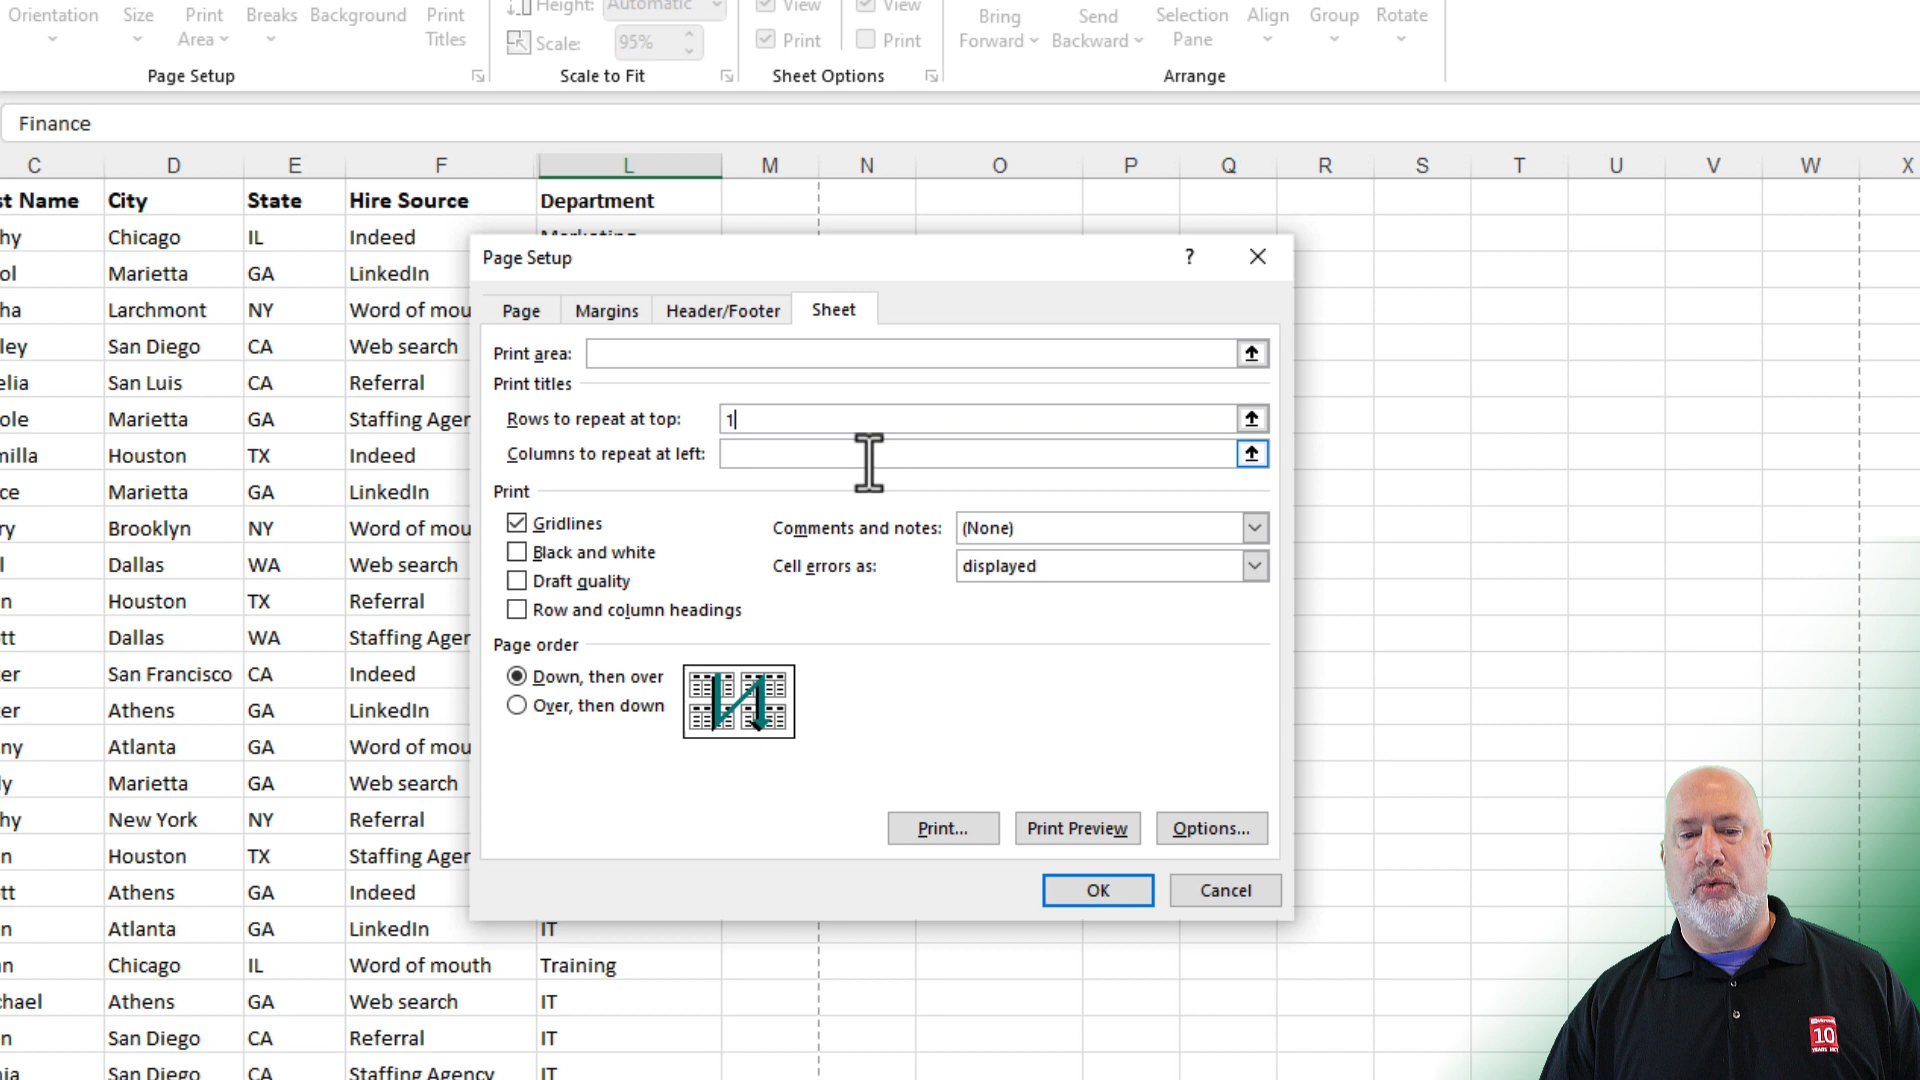 Orientation Size Print Area Breaks Background Print Titles
Height: Automatic
Scale: 95%
View View
Print Print
Bring Forward Send Backward Selection Pane Align Group Rotate
Page Setup Scale to Fit Sheet Options Arrange
Finance
C D E F L M N O P Q R S T U V W X
st Name City State Hire Source Department
hy Chicago IL Indeed
ol Marietta GA LinkedIn
ha Larchmont NY Word of mou
ley San Diego CA Web search
elia San Luis CA Referral
ole Marietta GA Staffing Agen
milla Houston TX Indeed
ce Marietta GA LinkedIn
ry Brooklyn NY Word of mou
l Dallas WA Web search
n Houston TX Referral
tt Dallas WA Staffing Agen
er San Francisco CA Indeed
ter Athens GA LinkedIn
ny Atlanta GA Word of mou
ly Marietta GA Web search
hy New York NY Referral
n Houston TX Staffing Agen
tt Athens GA Indeed
n Atlanta GA LinkedIn IT
n Chicago IL Word of mouth Training
chael Athens GA Web search IT
n San Diego CA Referral IT
nia San Diego CA Staffing Agency IT
Page Setup ?
Page Margins Header/Footer Sheet
Print area:
Print titles
Rows to repeat at top: 1
Columns to repeat at left:
Print
Gridlines
Black and white
Draft quality
Row and column headings
Comments and notes: (None)
Cell errors as: displayed
Page order
Down, then over
Over, then down
Print... Print Preview Options...
OK Cancel
10